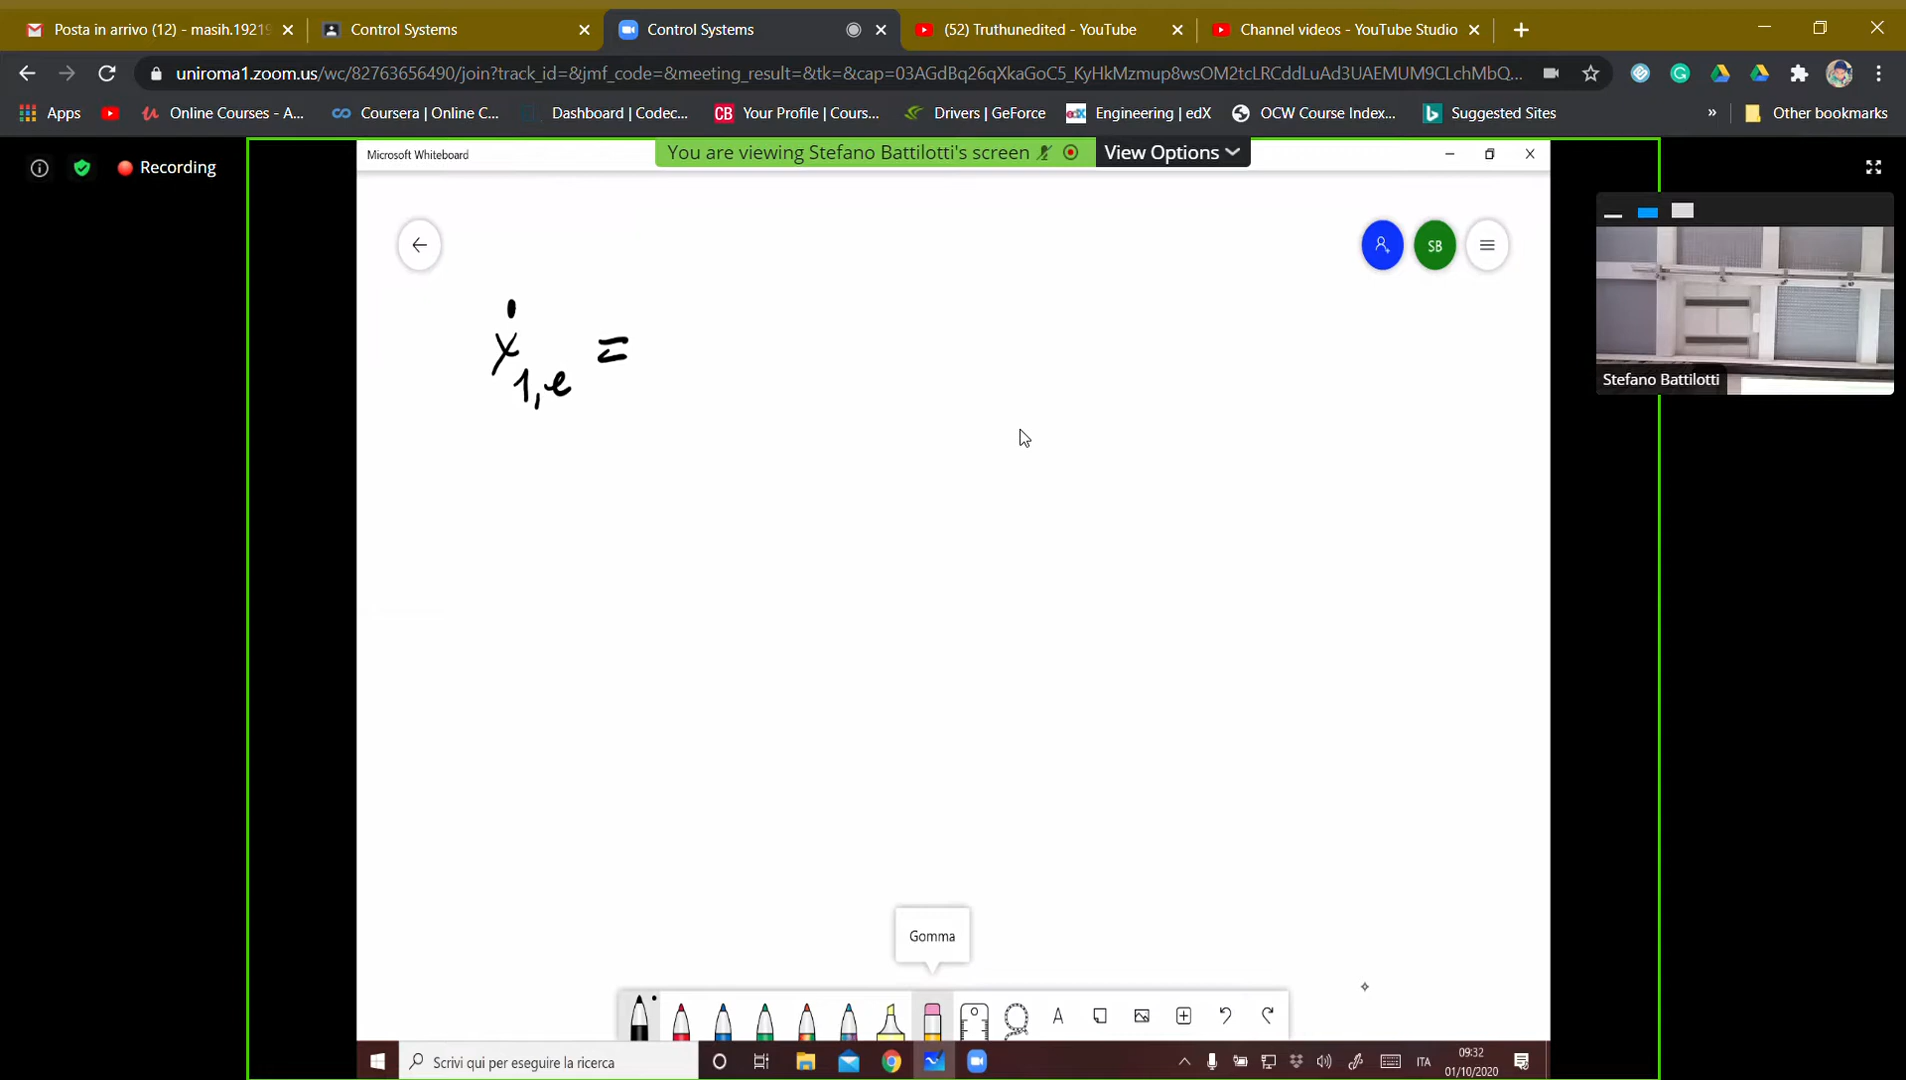 Posta in arrivo (12) - masih.19219
Control Systems
Control Systems
(52) Truthunedited - YouTube
Channel videos - YouTube Studio
uniroma1.zoom.us/wc/82763656490/join?track_id=&jmf_code=&meeting_result=&tk=&cap=03AGdBq26qXkaGoC5_KyHkMzmup8wsOM2tcLRCddLuAd3UAEMUM9CLchMbQ...
Apps
Online Courses - A...
Coursera | Online C...
Dashboard | Codec...
CB
Your Profile | Cours...
Drivers | GeForce
edX
Engineering | edX
OCW Course Index...
Suggested Sites
»
Other bookmarks
Recording
Microsoft Whiteboard
You are viewing Stefano Battilotti's screen
View Options
SB
ẋ₁,ₑ =
Stefano Battilotti
Gomma
A
Scrivi qui per eseguire la ricerca
ITA
09:32
01/10/2020